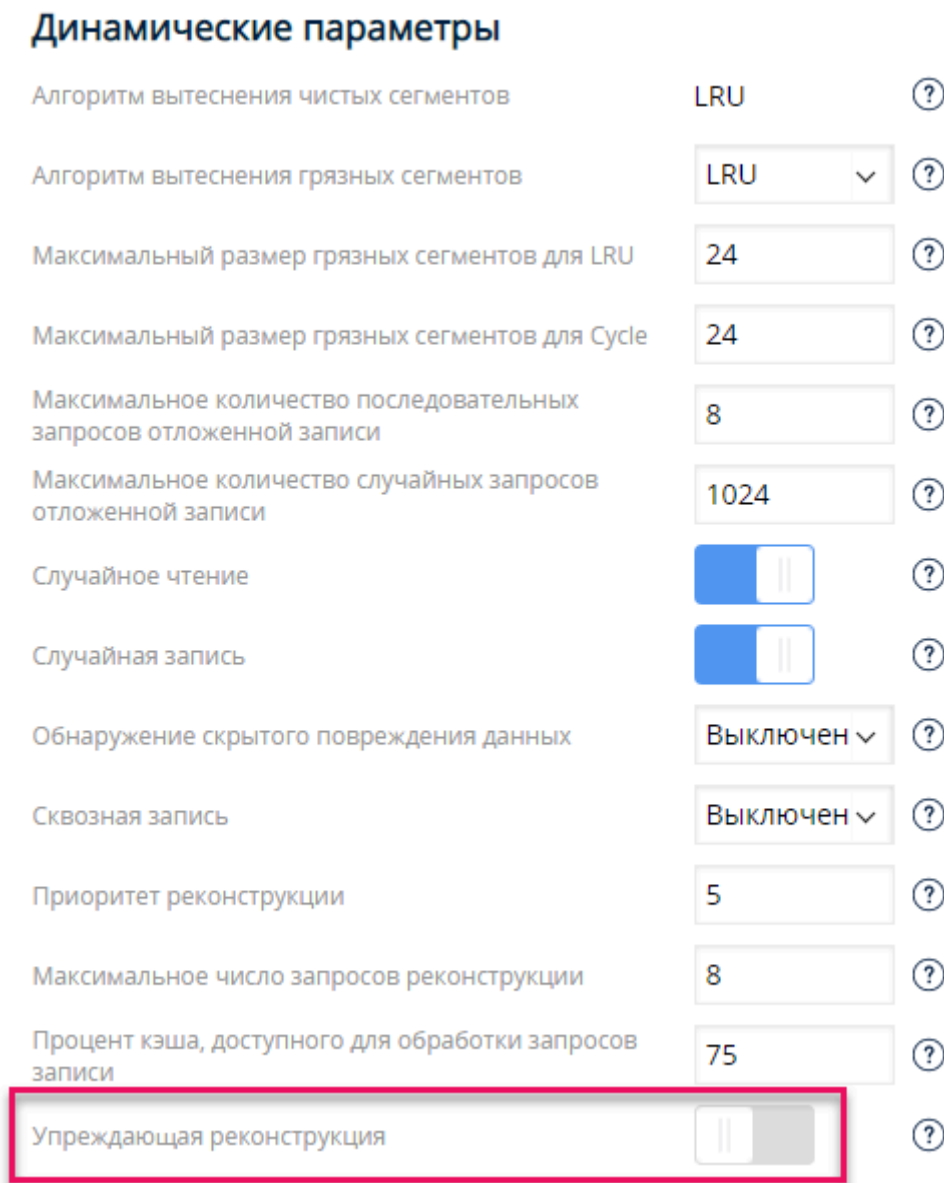 Динамические параметры
Алгоритм вытеснения чистых сегментов LRU ?
Алгоритм вытеснения грязных сегментов LRU ?
Максимальный размер грязных сегментов для LRU 24 ?
Максимальный размер грязных сегментов для Cycle 24 ?
Максимальное количество последовательных
запросов отложенной записи 8 ?
Максимальное количество случайных запросов
отложенной записи 1024 ?
Случайное чтение ?
Случайная запись ?
Обнаружение скрытого повреждения данных Выключен ?
Сквозная запись Выключен ?
Приоритет реконструкции 5 ?
Максимальное число запросов реконструкции 8 ?
Процент кэша, доступного для обработки запросов
записи 75 ?
Упреждающая реконструкция ?